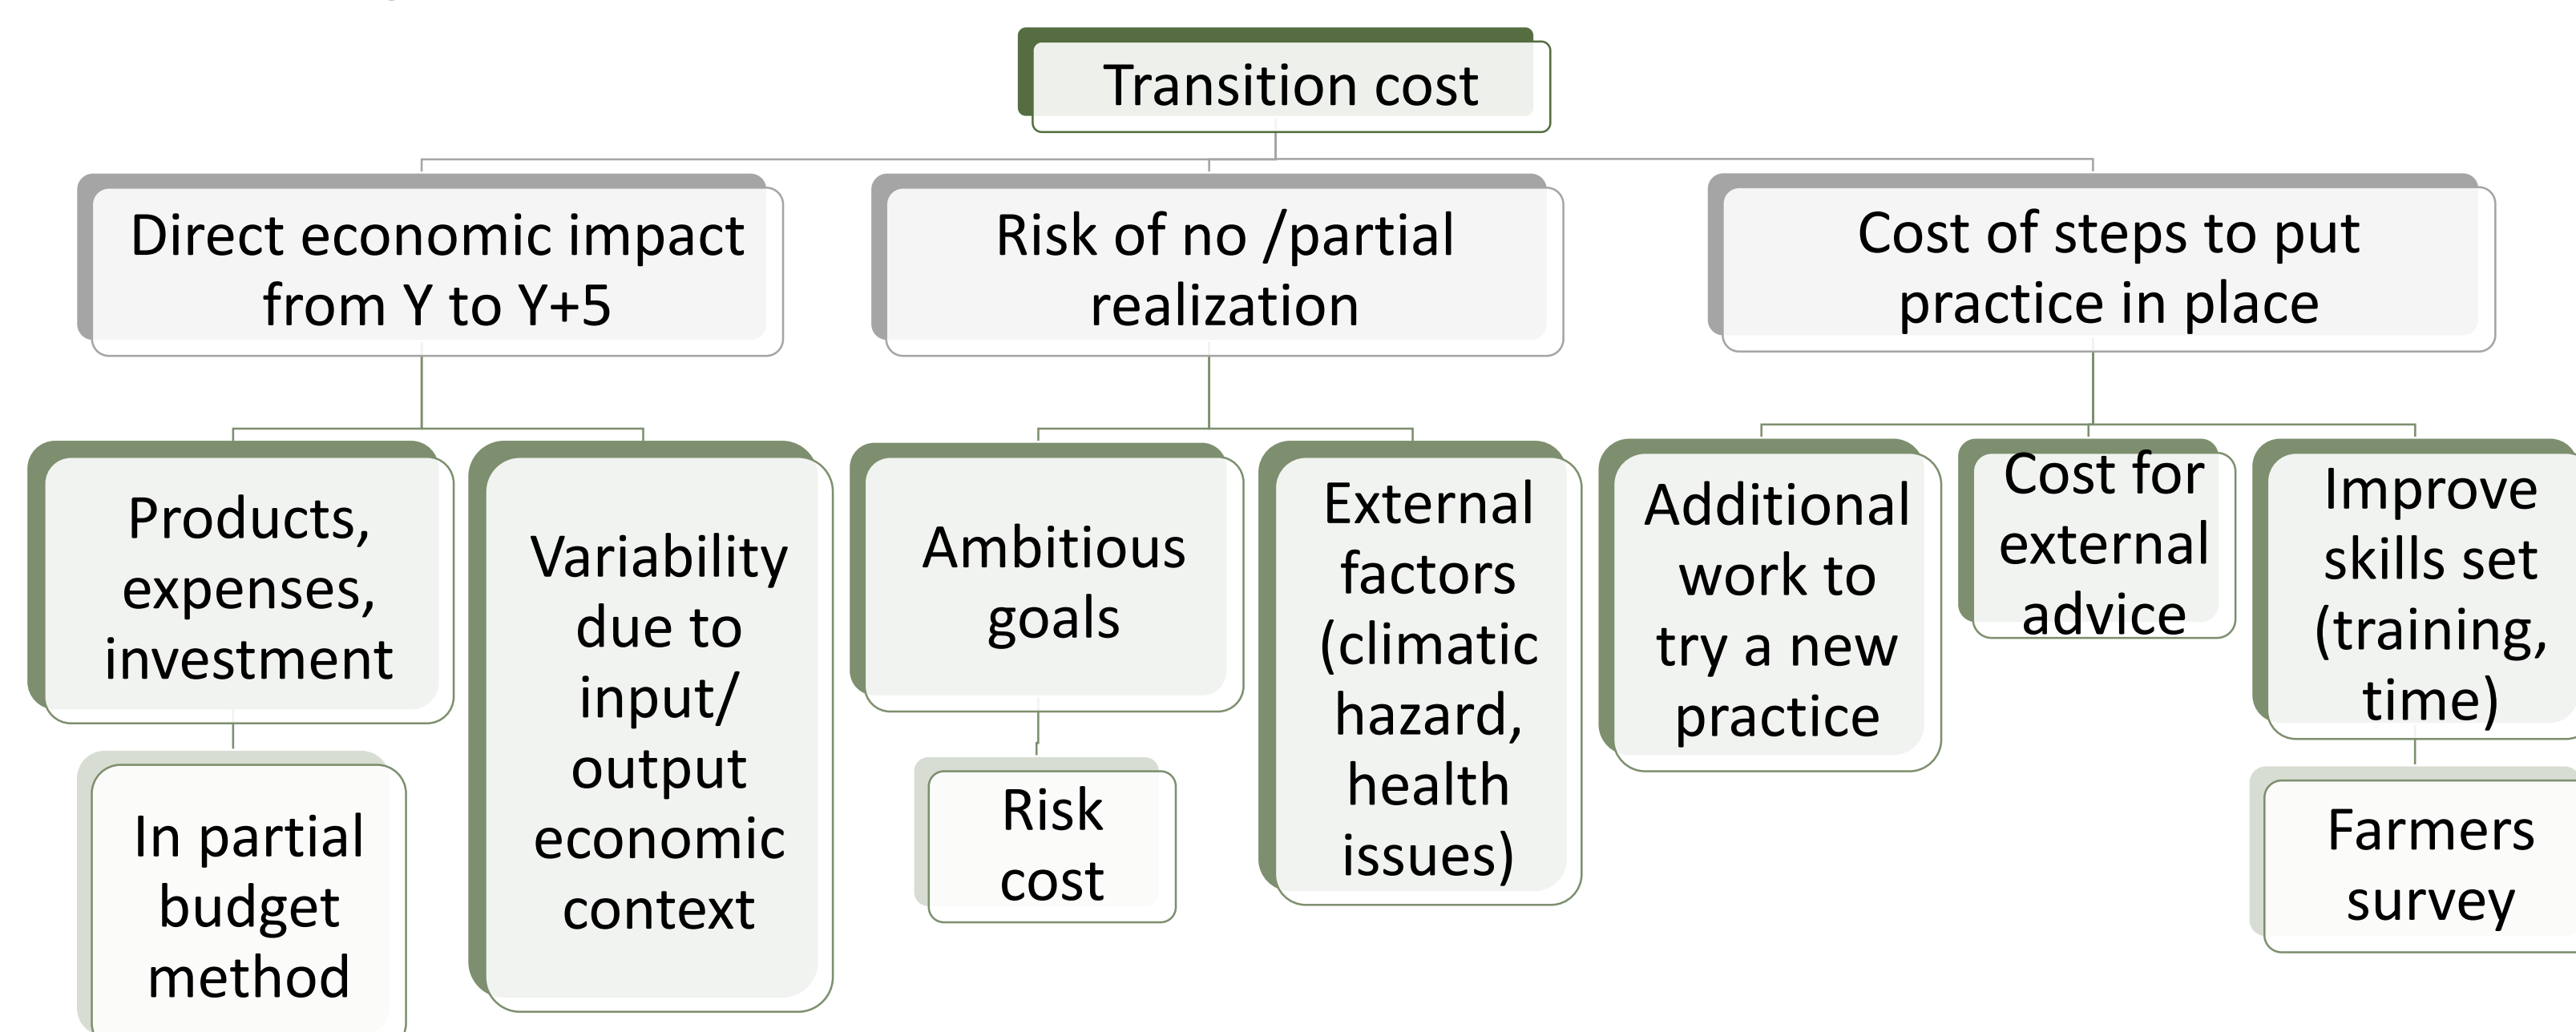 Transition cost
Direct economic impact
from Y to Y+5
Risk of no /partial
realization
Cost of steps to put
practice in place
Products,
expenses,
investment
In partial
budget
method
Variability
due to
input/
output
economic
context
Ambitious
goals
Risk
cost
External
factors
(climatic
hazard,
health
issues)
Additional
work to
try a new
practice
Cost for
external
advice
Improve
skills set
(training,
time)
Farmers
survey